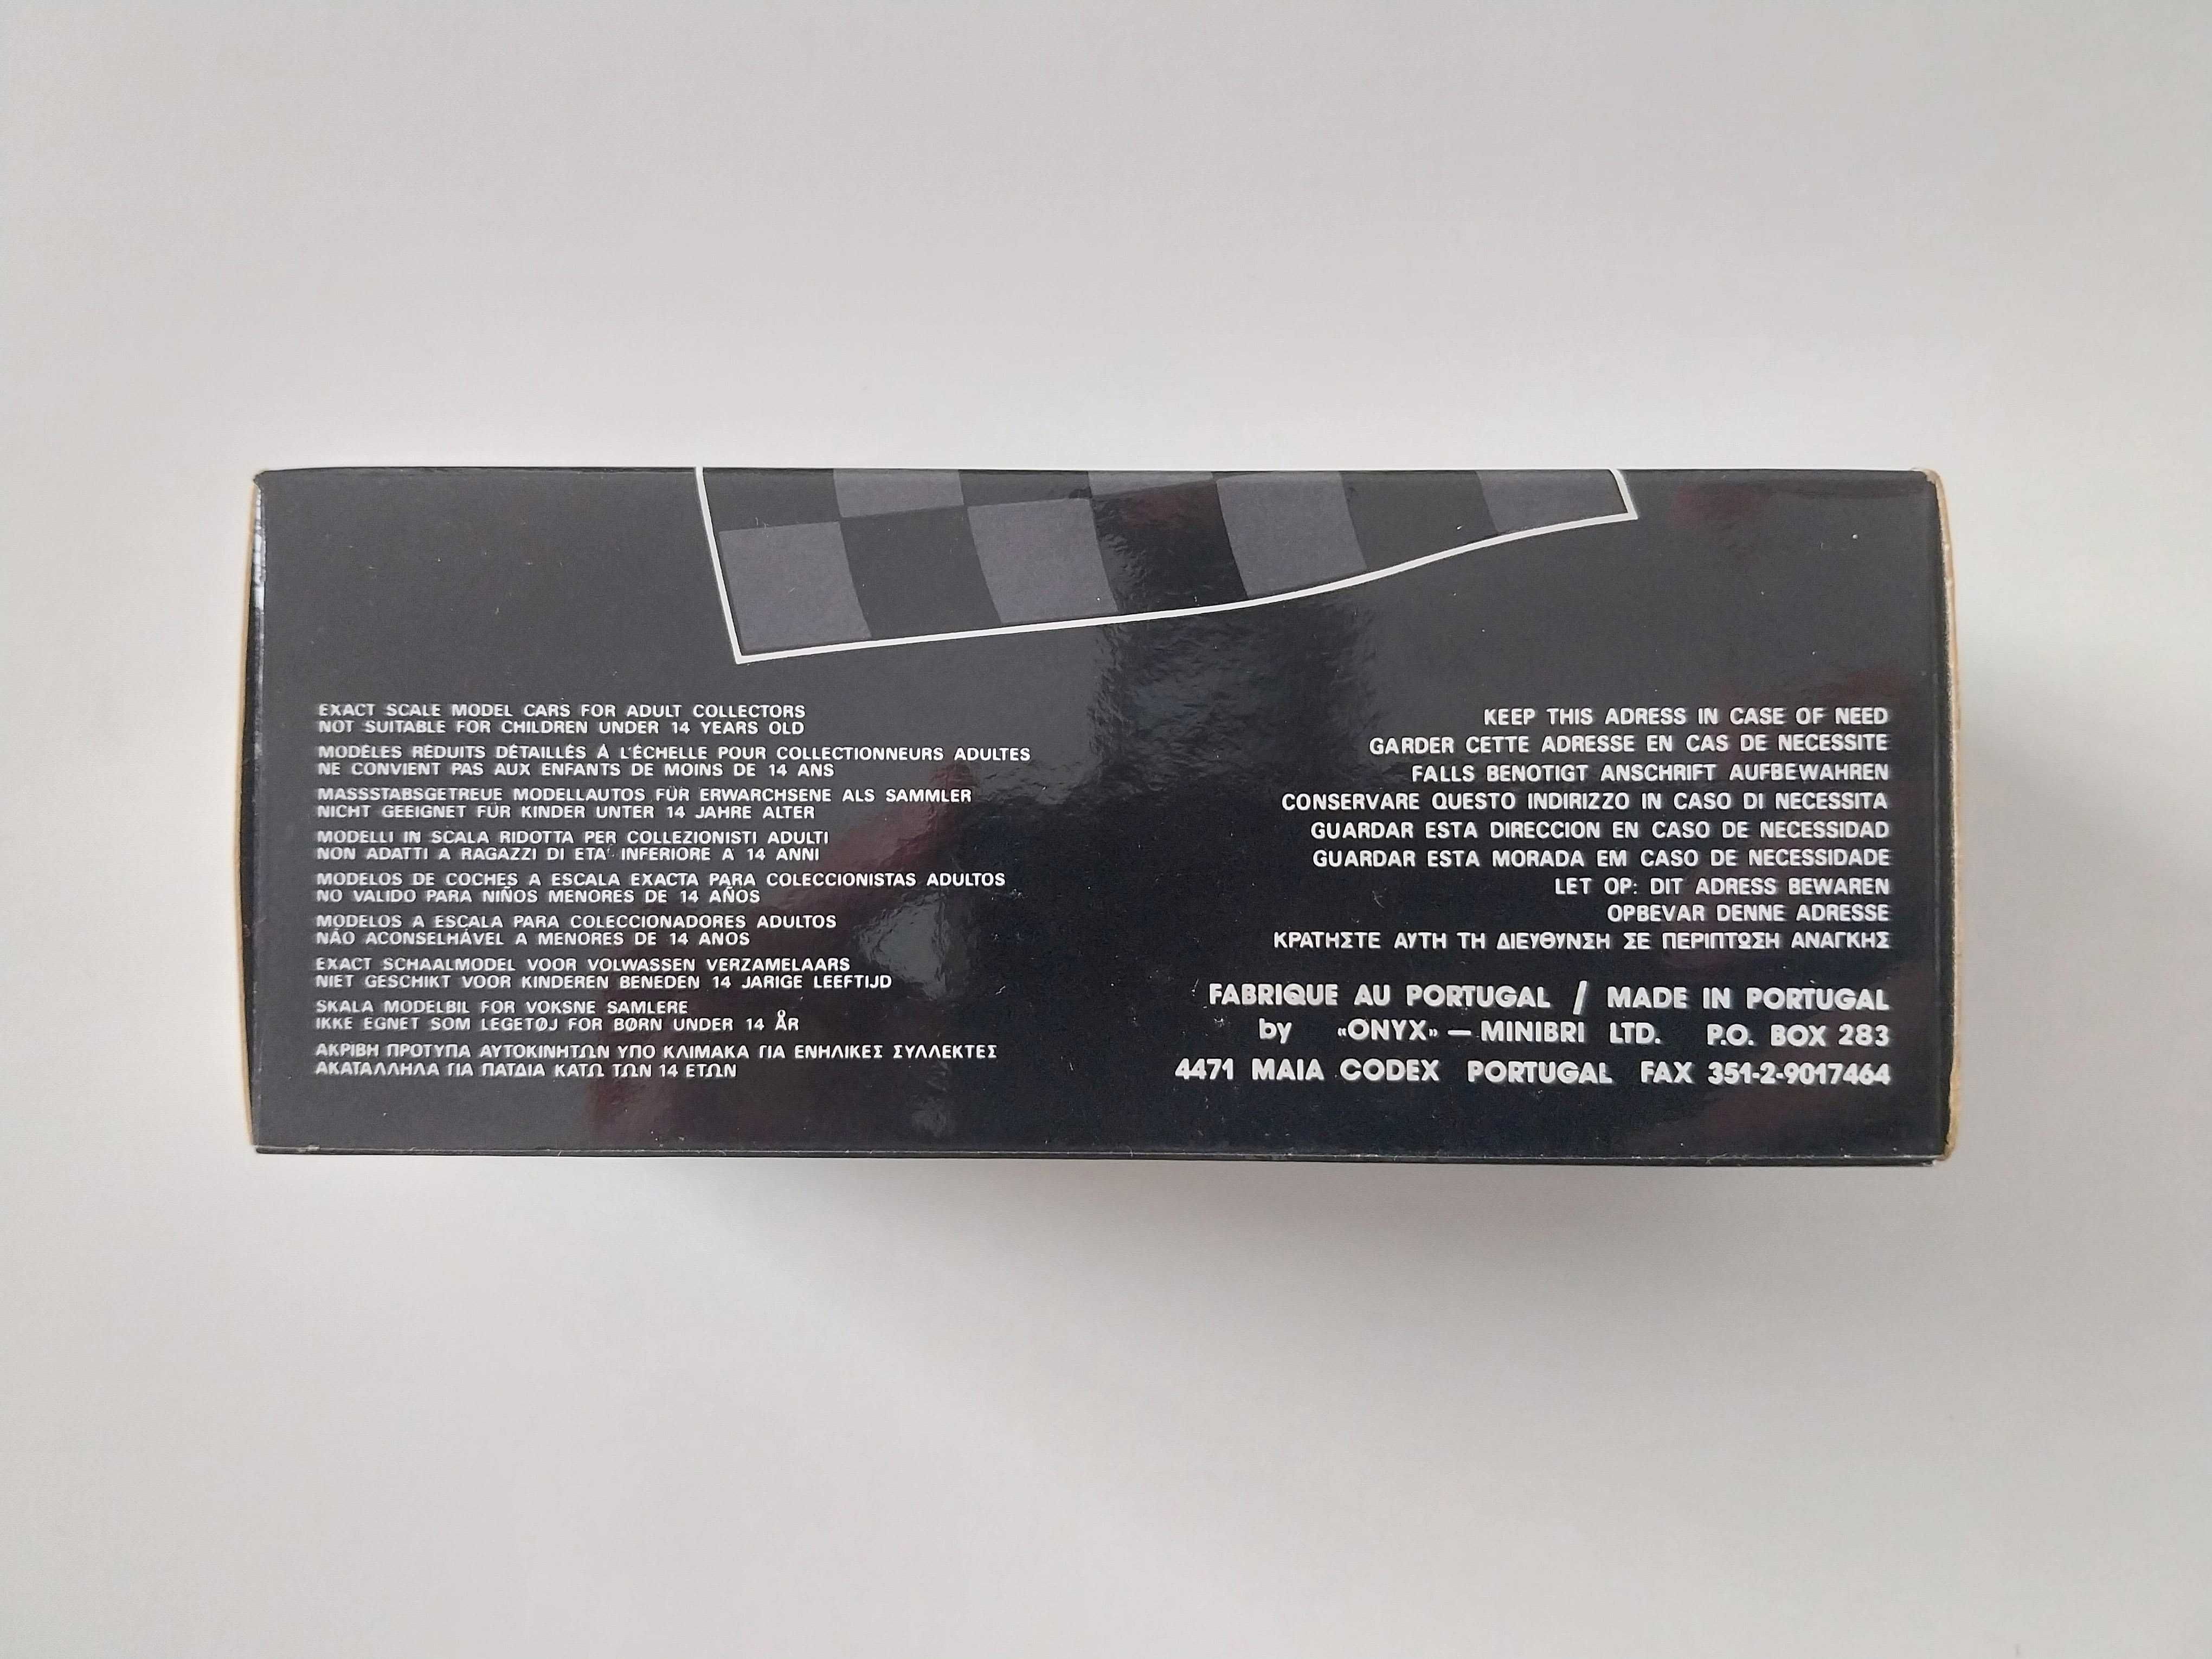 EXACT SCALE MODEL CARS FOR ADULT COLLECTORS
NOT SUITABLE FOR CHILDREN UNDER 14 YEARS OLD
MODÈLES RÉDUITS DÉTAILLÉS À L'ÉCHELLE POUR COLLECTIONNEURS ADULTES
NE CONVIENT PAS AUX ENFANTS DE MOINS DE 14 ANS
MASSSTABSGETREUE MODELLAUTOS FÜR ERWARCHSENE ALS SAMMLER
NICHT GEEIGNET FÜR KINDER UNTER 14 JAHRE ALTER
MODELLI IN SCALA RIDOTTA PER COLLEZIONISTI ADULTI
NON ADATTI A RAGAZZI DI ETA' INFERIORE A 14 ANNI
MODELOS DE COCHES A ESCALA EXACTA PARA COLECCIONISTAS ADULTOS
NO VALIDO PARA NIÑOS MENORES DE 14 AÑOS
MODELOS A ESCALA PARA COLECCIONADORES ADULTOS
NÃO ACONSELHÁVEL A MENORES DE 14 ANOS
EXACT SCHAALMODEL VOOR VOLWASSEN VERZAMELAARS
NIET GESCHIKT VOOR KINDEREN BENEDEN 14 JARIGE LEEFTIJD
SKALA MODELBIL FOR VOKSNE SAMLERE
IKKE EGNET SOM LEGETØJ FOR BØRN UNDER 14 ÅR
ΑΚΡΙΒΗ ΠΡΟΤΥΠΑ ΑΥΤΟΚΙΝΗΤΩΝ ΥΠΟ ΚΛΙΜΑΚΑ ΓΙΑ ΕΝΗΛΙΚΕΣ ΣΥΛΛΕΚΤΕΣ
ΑΚΑΤΑΛΛΗΛΑ ΓΙΑ ΠΑΤΔΙΑ ΚΑΤΩ ΤΩΝ 14 ΕΤΩΝ
KEEP THIS ADRESS IN CASE OF NEED
GARDER CETTE ADRESSE EN CAS DE NECESSITE
FALLS BENOTIGT ANSCHRIFT AUFBEWAHREN
CONSERVARE QUESTO INDIRIZZO IN CASO DI NECESSITA
GUARDAR ESTA DIRECCION EN CASO DE NECESSIDAD
GUARDAR ESTA MORADA EM CASO DE NECESSIDADE
LET OP: DIT ADRESS BEWAREN
OPBEVAR DENNE ADRESSE
ΚΡΑΤΗΣΤΕ ΑΥΤΗ ΤΗ ΔΙΕΥΘΥΝΣΗ ΣΕ ΠΕΡΙΠΤΩΣΗ ΑΝΑΓΚΗΣ
FABRIQUE AU PORTUGAL / MADE IN PORTUGAL
by «ONYX» — MINIBRI LTD. P.O. BOX 283
4471 MAIA CODEX PORTUGAL FAX 351-2-9017464